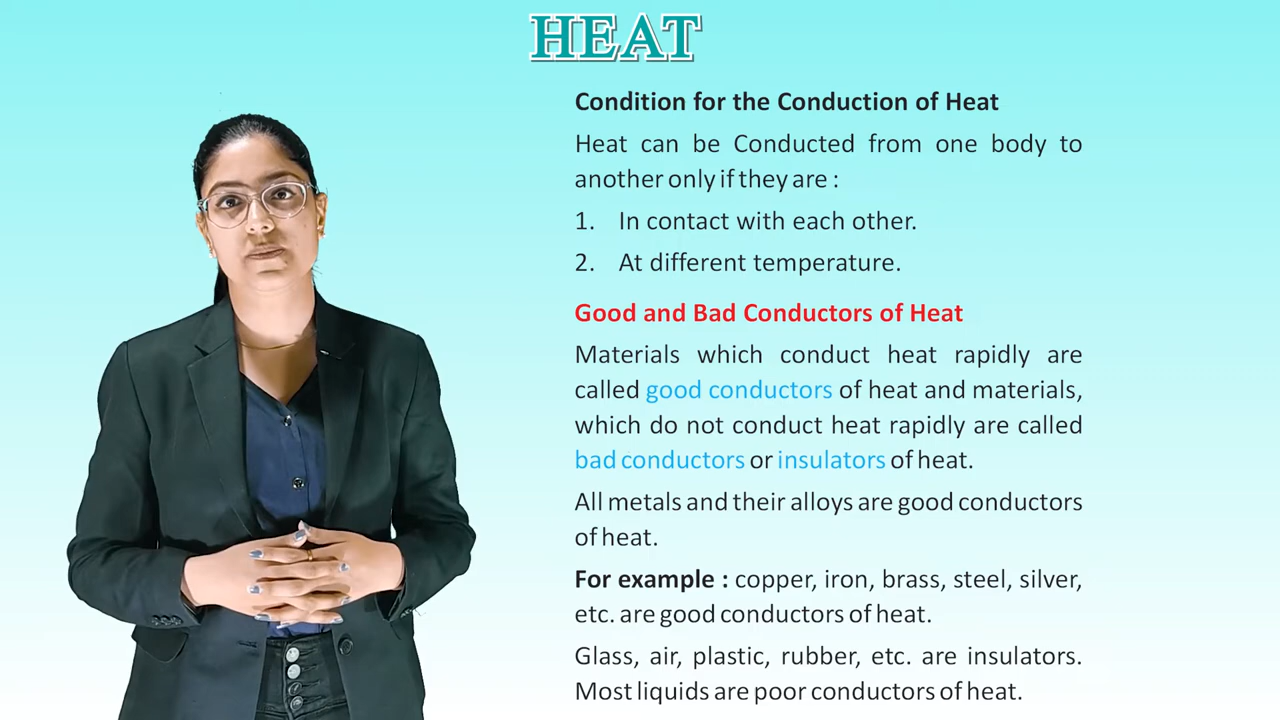 HEAT
Condition for the Conduction of Heat
Heat can be Conducted from one body to
another only if they are :
1. In contact with each other.
2. At different temperature.
Good and Bad Conductors of Heat
Materials which conduct heat rapidly are
called good conductors of heat and materials,
which do not conduct heat rapidly are called
bad conductors or insulators of heat.
All metals and their alloys are good conductors
of heat.
For example : copper, iron, brass, steel, silver,
etc. are good conductors of heat.
Glass, air, plastic, rubber, etc. are insulators.
Most liquids are poor conductors of heat.